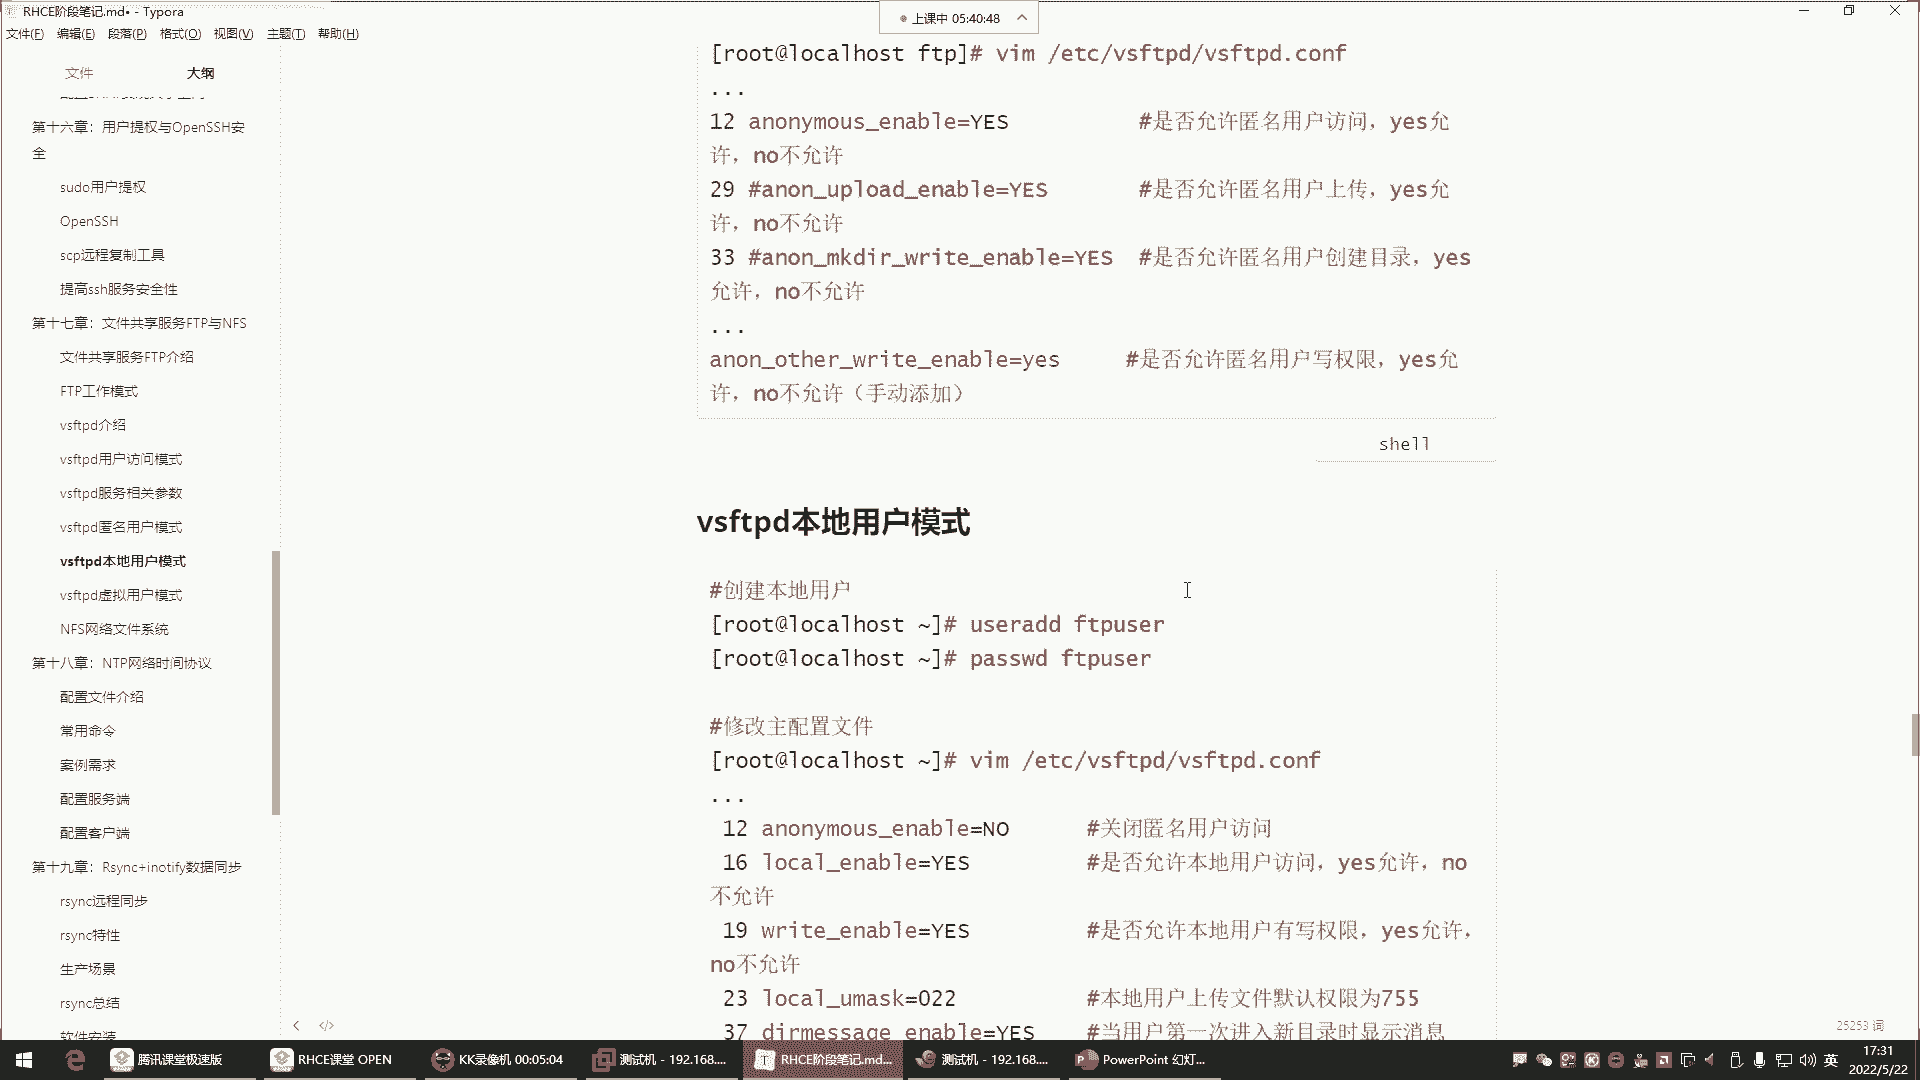 RHCE阶段笔记.md• - Typora
上课中 05:40:48
文件(F) 编辑(E) 段落(P) 格式(O) 视图(V) 主题(T) 帮助(H)
文件 大纲
第十六章：用户提权与OpenSSH安
全
sudo用户提权
OpenSSH
scp远程复制工具
提高ssh服务安全性
第十七章：文件共享服务FTP与NFS
文件共享服务FTP介绍
FTP工作模式
vsftpd介绍
vsftpd用户访问模式
vsftpd服务相关参数
vsftpd匿名用户模式
vsftpd本地用户模式
vsftpd虚拟用户模式
NFS网络文件系统
第十八章：NTP网络时间协议
配置文件介绍
常用命令
案例需求
配置服务端
配置客户端
第十九章：Rsync+inotify数据同步
rsync远程同步
rsync特性
生产场景
rsync总结
软件安装
[root@localhost ftp]# vim /etc/vsftpd/vsftpd.conf
...
12 anonymous_enable=YES #是否允许匿名用户访问，yes允
许，no不允许
29 #anon_upload_enable=YES #是否允许匿名用户上传，yes允
许，no不允许
33 #anon_mkdir_write_enable=YES #是否允许匿名用户创建目录，yes
允许，no不允许
...
anon_other_write_enable=yes #是否允许匿名用户写权限，yes允
许，no不允许（手动添加）
shell
vsftpd本地用户模式
#创建本地用户
[root@localhost ~]# useradd ftpuser
[root@localhost ~]# passwd ftpuser
#修改主配置文件
[root@localhost ~]# vim /etc/vsftpd/vsftpd.conf
...
12 anonymous_enable=NO #关闭匿名用户访问
16 local_enable=YES #是否允许本地用户访问，yes允许，no
不允许
19 write_enable=YES #是否允许本地用户有写权限，yes允许，
no不允许
23 local_umask=022 #本地用户上传文件默认权限为755
37 dirmessage_enable=YES #当用户第一次进入新目录时显示消息
25253 词
腾讯课堂极速版
RHCE课堂 OPEN
KK录像机 00:05:04
测试机 - 192.168....
RHCE阶段笔记.md...
测试机 - 192.168....
PowerPoint 幻灯...
英
17:31
2022/5/22